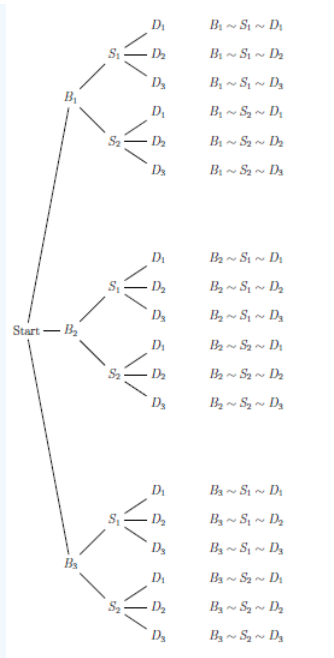 D₁ B₁ ~ S₁ ~ D₁
S₁ D₂ B₁ ~ S₁ ~ D₂
D₃ B₁ ~ S₁ ~ D₃
B₁
D₁ B₁ ~ S₂ ~ D₁
S₂ D₂ B₁ ~ S₂ ~ D₂
D₃ B₁ ~ S₂ ~ D₃
D₁ B₂ ~ S₁ ~ D₁
S₁ D₂ B₂ ~ S₁ ~ D₂
D₃ B₂ ~ S₁ ~ D₃
Start B₂
D₁ B₂ ~ S₂ ~ D₁
S₂ D₂ B₂ ~ S₂ ~ D₂
D₃ B₂ ~ S₂ ~ D₃
D₁ B₃ ~ S₁ ~ D₁
S₁ D₂ B₃ ~ S₁ ~ D₂
D₃ B₃ ~ S₁ ~ D₃
B₃
D₁ B₃ ~ S₂ ~ D₁
S₂ D₂ B₃ ~ S₂ ~ D₂
D₃ B₃ ~ S₂ ~ D₃